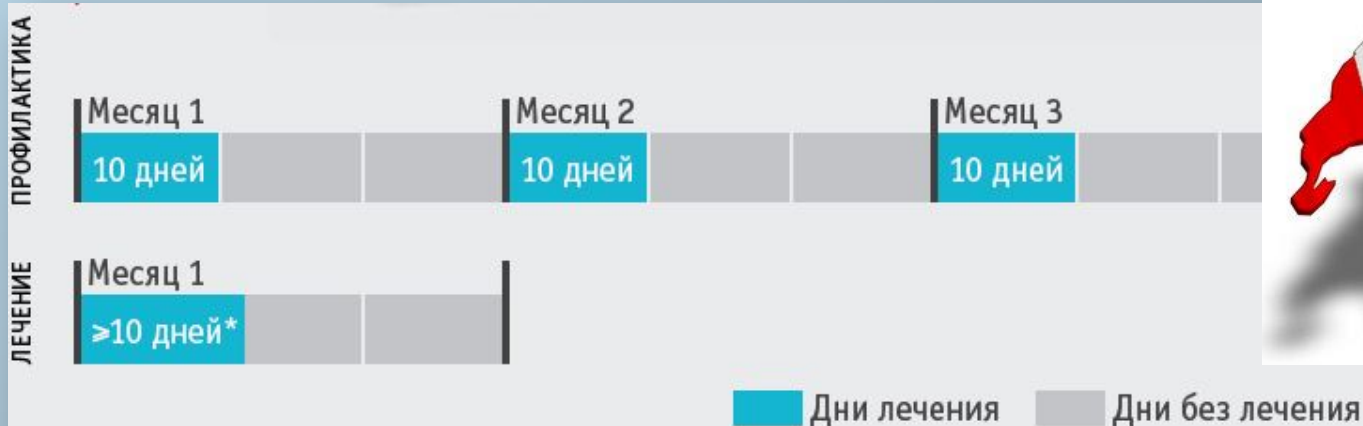 ПРОФИЛАКТИКА
Месяц 1
Месяц 2
Месяц 3
10 дней
10 дней
10 дней
ЛЕЧЕНИЕ
Месяц 1
≥10 дней*
Дни лечения
Дни без лечения